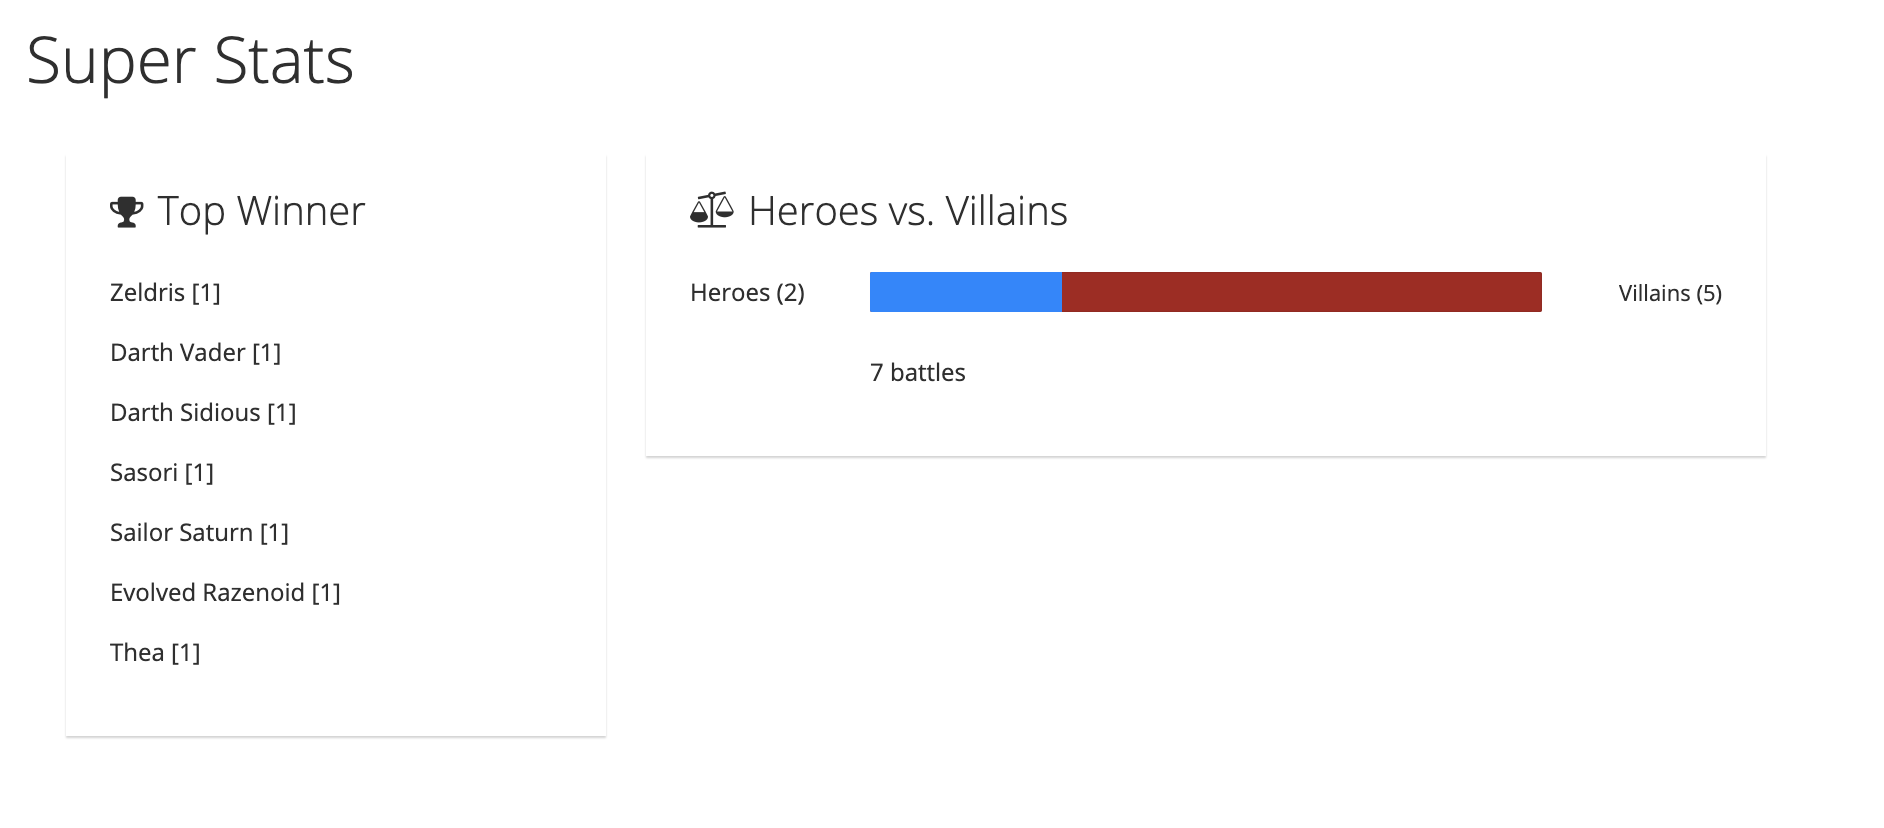 Super Stats
Top Winner
Zeldris [1]
Darth Vader [1]
Darth Sidious [1]
Sasori [1]
Sailor Saturn [1]
Evolved Razenoid [1]
Thea [1]
Heroes vs. Villains
Heroes (2)
Villains (5)
7 battles